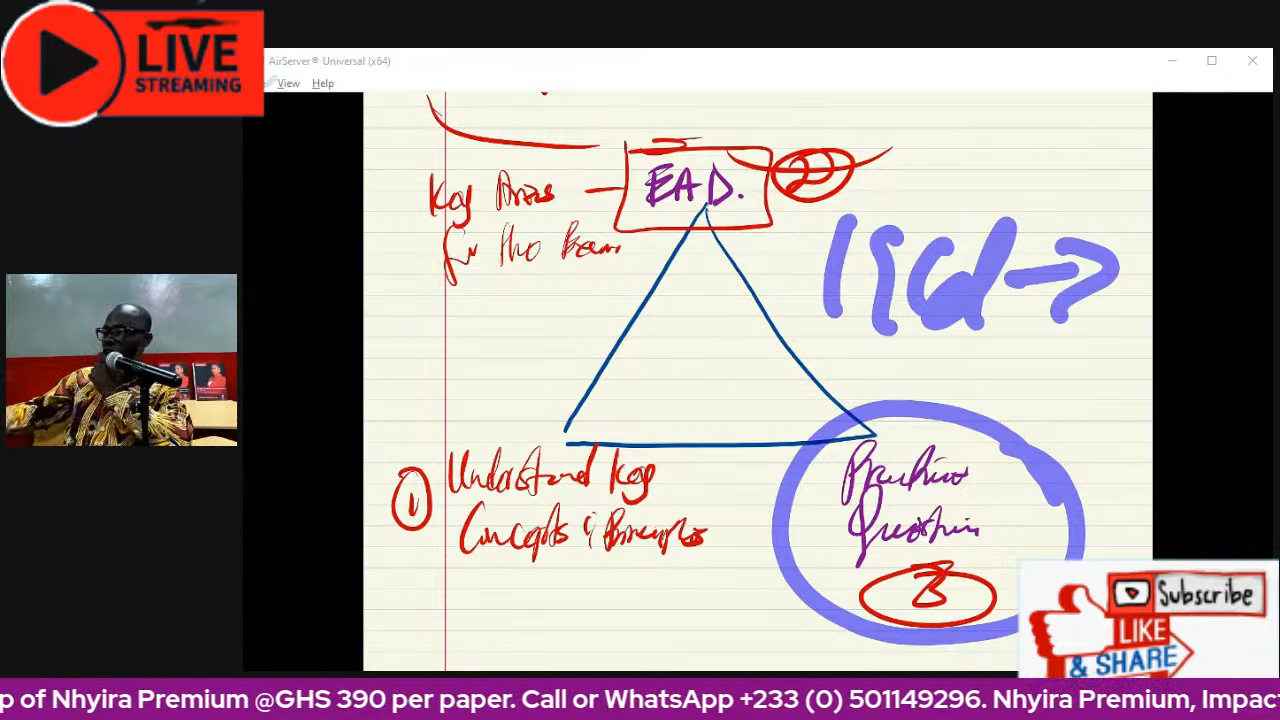 LIVE
STREAMING
AirServer® Universal (x64)
View Help
EAD.
2
Key Areas
for the Exam
1
Understand Key
Concepts & Principles
Practice
Questions
3
Subscribe
LIKE
& SHARE
p of Nhyira Premium @GHS 390 per paper. Call or WhatsApp +233 (0) 501149296. Nhyira Premium, Impac